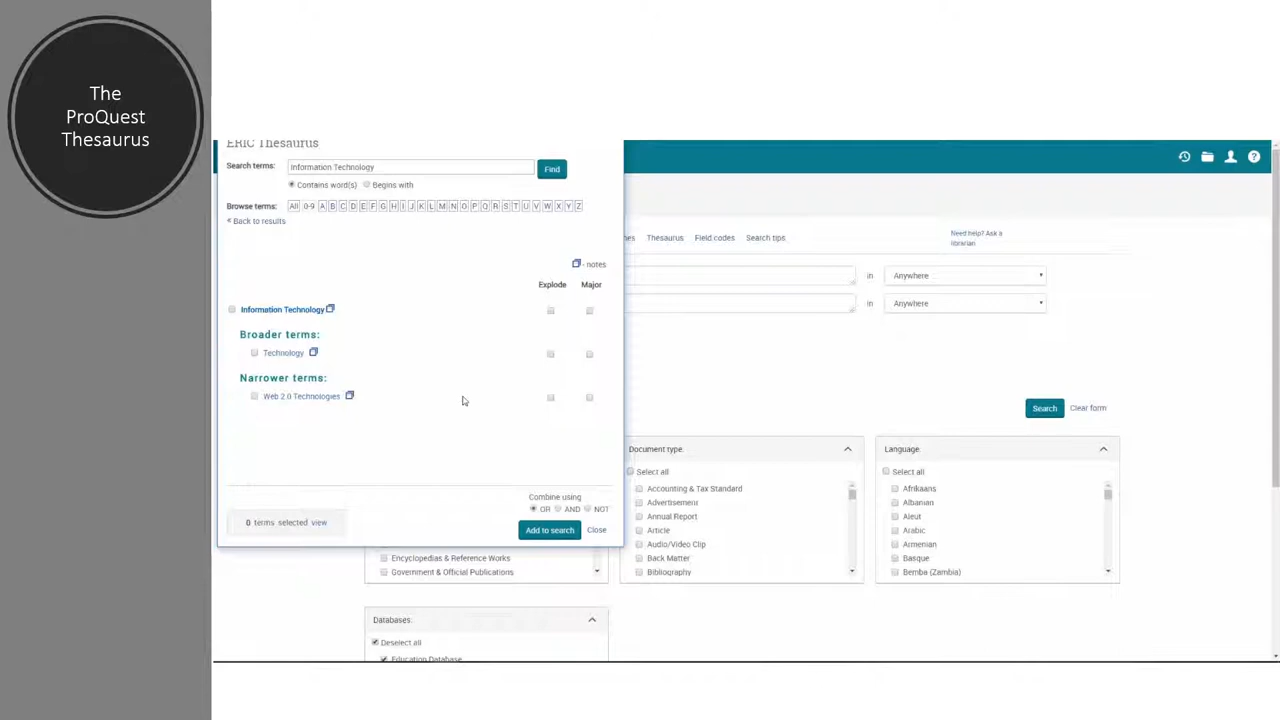 The
ProQuest
Thesaurus
ERIC Thesaurus
Search terms: Information Technology Find
Contains word(s) Begins with
Browse terms: All 0-9 A B C D E F G H I J K L M N O P Q R S T U V W X Y Z
< Back to results
- notes
Explode Major
Information Technology
Broader terms:
Technology
Narrower terms:
Web 2.0 Technologies
Combine using
OR AND NOT
0 terms selected view
Add to search Close
Thesaurus Field codes Search tips
Need help? Ask a
librarian
in Anywhere
in Anywhere
Search Clear form
Encyclopedias & Reference Works
Government & Official Publications
Document type:
Select all
Accounting & Tax Standard
Advertisement
Annual Report
Article
Audio/Video Clip
Back Matter
Bibliography
Language:
Select all
Afrikaans
Albanian
Aleut
Arabic
Armenian
Basque
Bemba (Zambia)
Databases:
Deselect all
Education Database